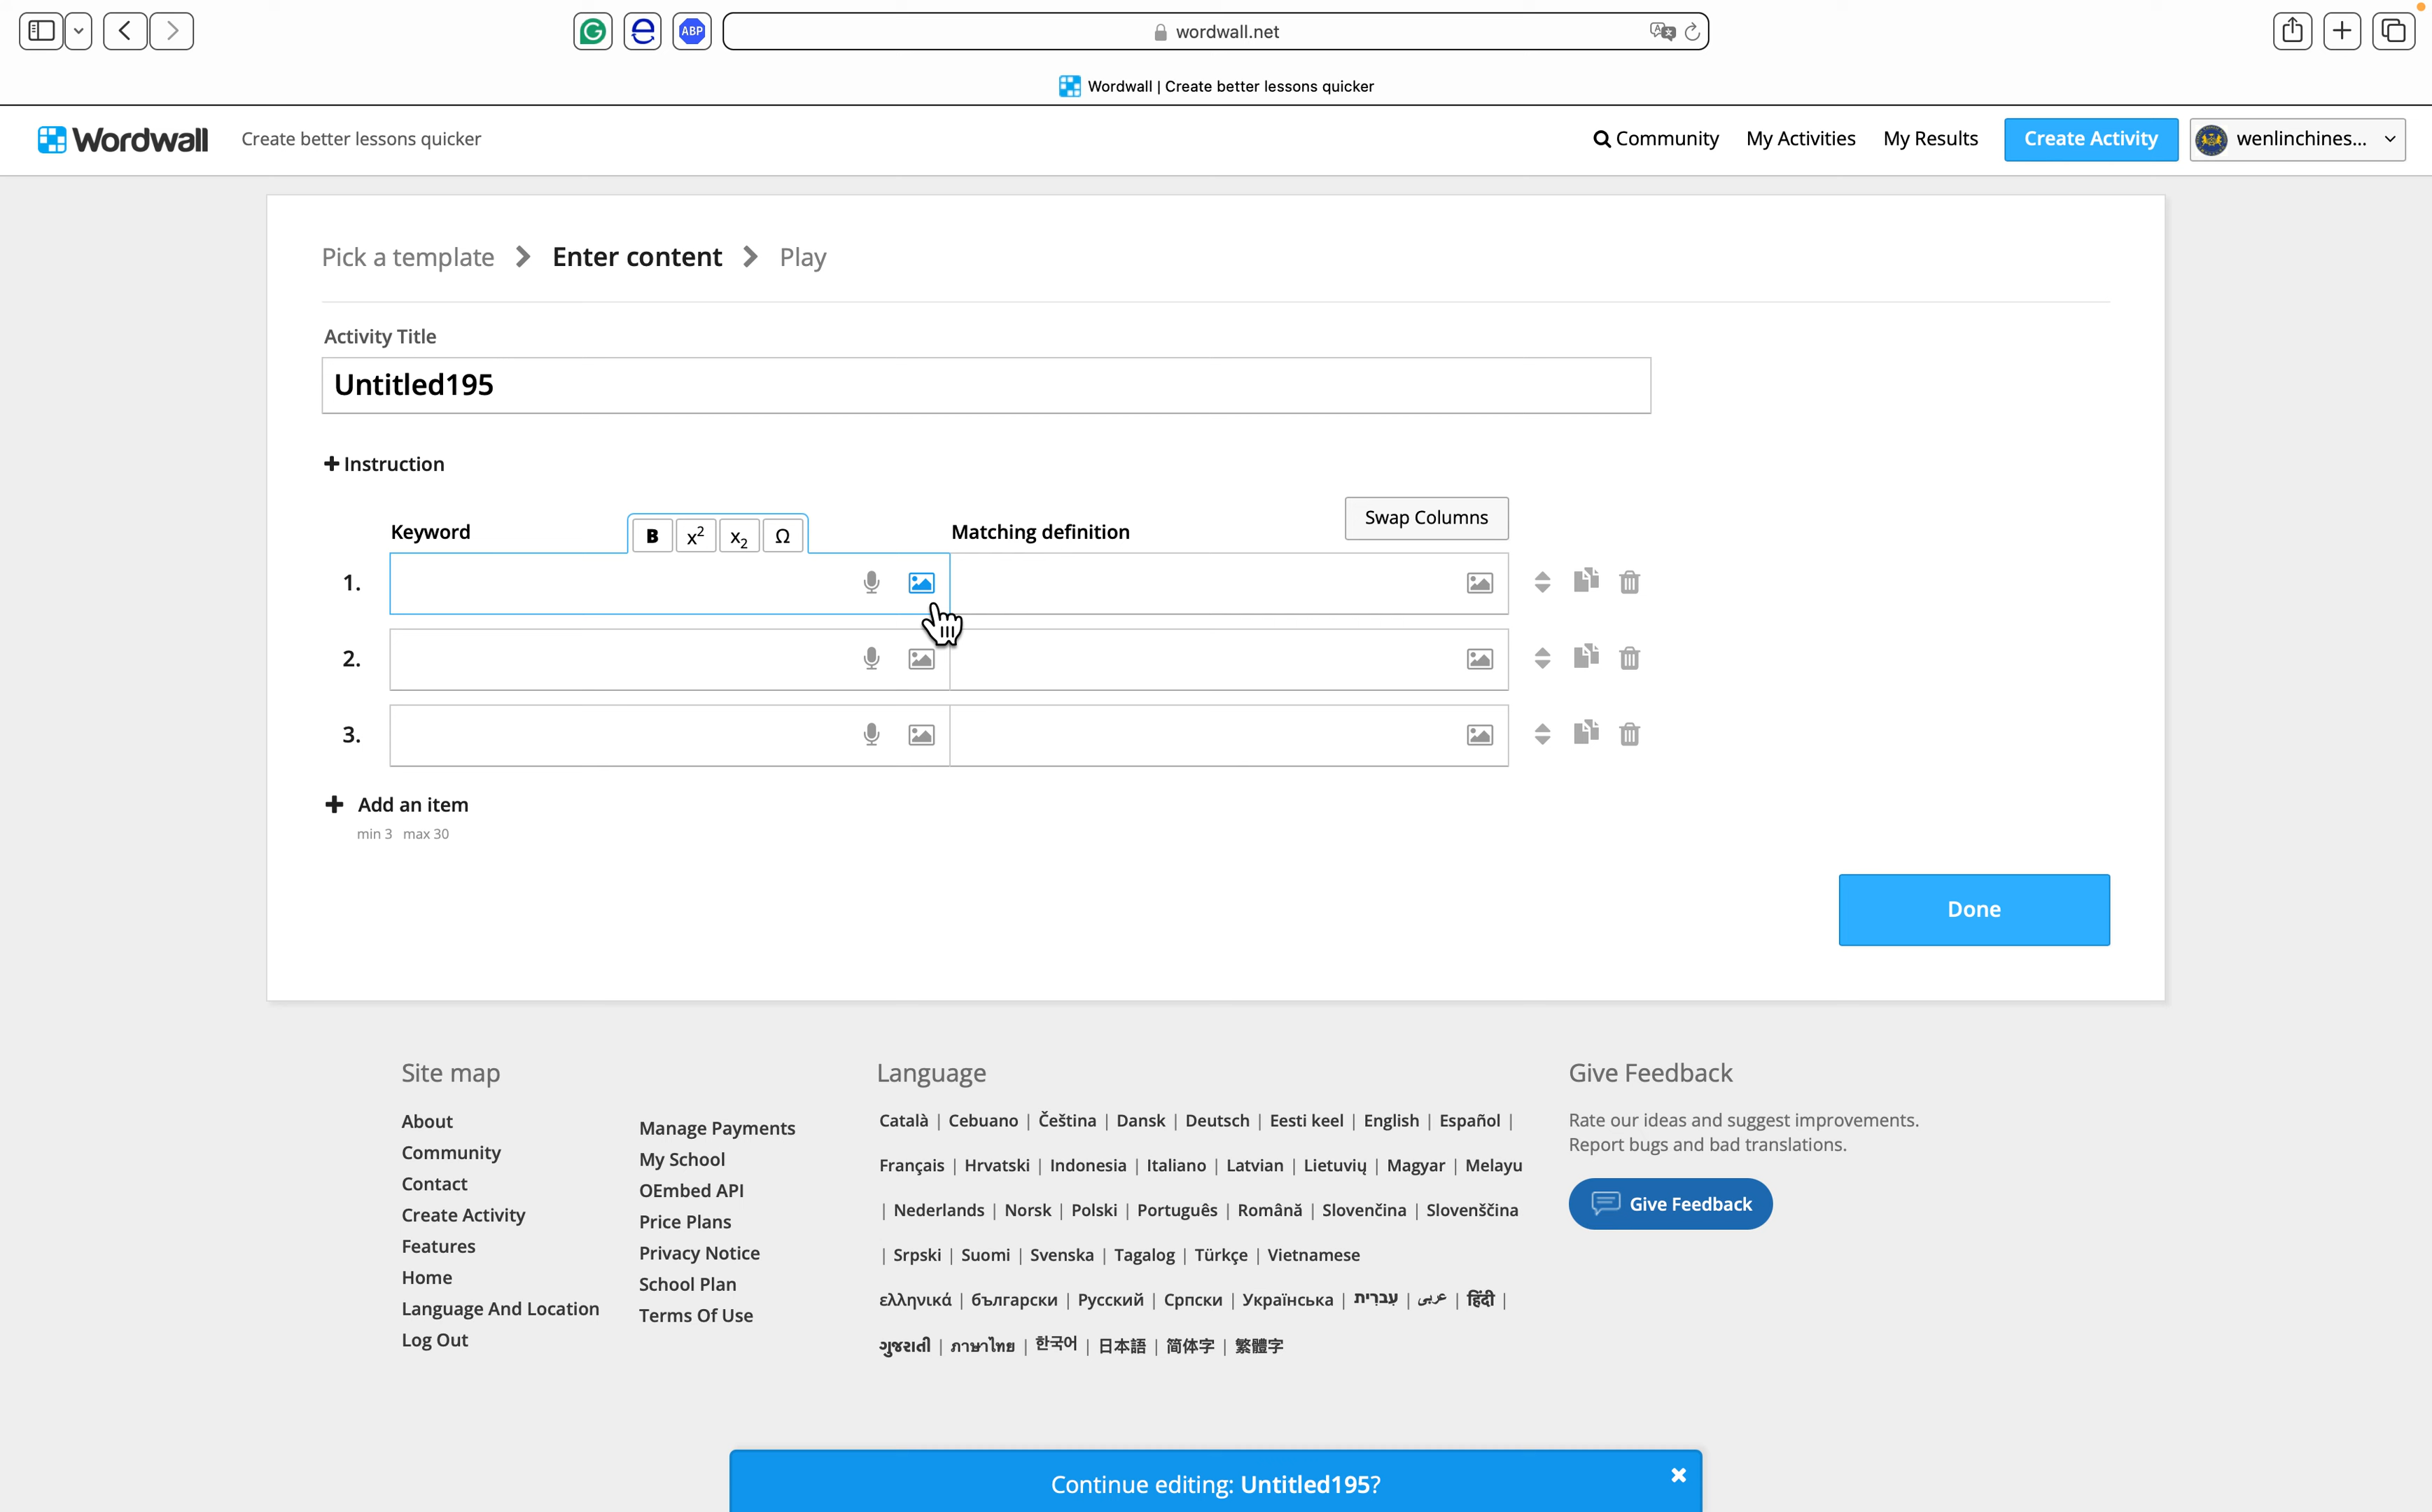 ABP
wordwall.net
Wordwall | Create better lessons quicker
Wordwall Create better lessons quicker Community My Activities My Results Create Activity wenlinchines...
Pick a template Enter content Play
Activity Title
Untitled195
+ Instruction
Swap Columns
Keyword B x² x₂ Ω Matching definition
1.
2.
3.
+ Add an item
min 3 max 30
Done
Site map
About
Community
Contact
Create Activity
Features
Home
Language And Location
Log Out
Manage Payments
My School
OEmbed API
Price Plans
Privacy Notice
School Plan
Terms Of Use
Language
Català | Cebuano | Čeština | Dansk | Deutsch | Eesti keel | English | Español |
Français | Hrvatski | Indonesia | Italiano | Latvian | Lietuvių | Magyar | Melayu
| Nederlands | Norsk | Polski | Português | Română | Slovenčina | Slovenščina
| Srpski | Suomi | Svenska | Tagalog | Türkçe | Vietnamese
ελληνικά | български | Русский | Српски | Українська | עִברִית | عربى | हिंदी |
ગુજરાતી | ภาษาไทย | 한국어 | 日本語 | 简体字 | 繁體字
Give Feedback
Rate our ideas and suggest improvements.
Report bugs and bad translations.
Give Feedback
Continue editing: Untitled195?